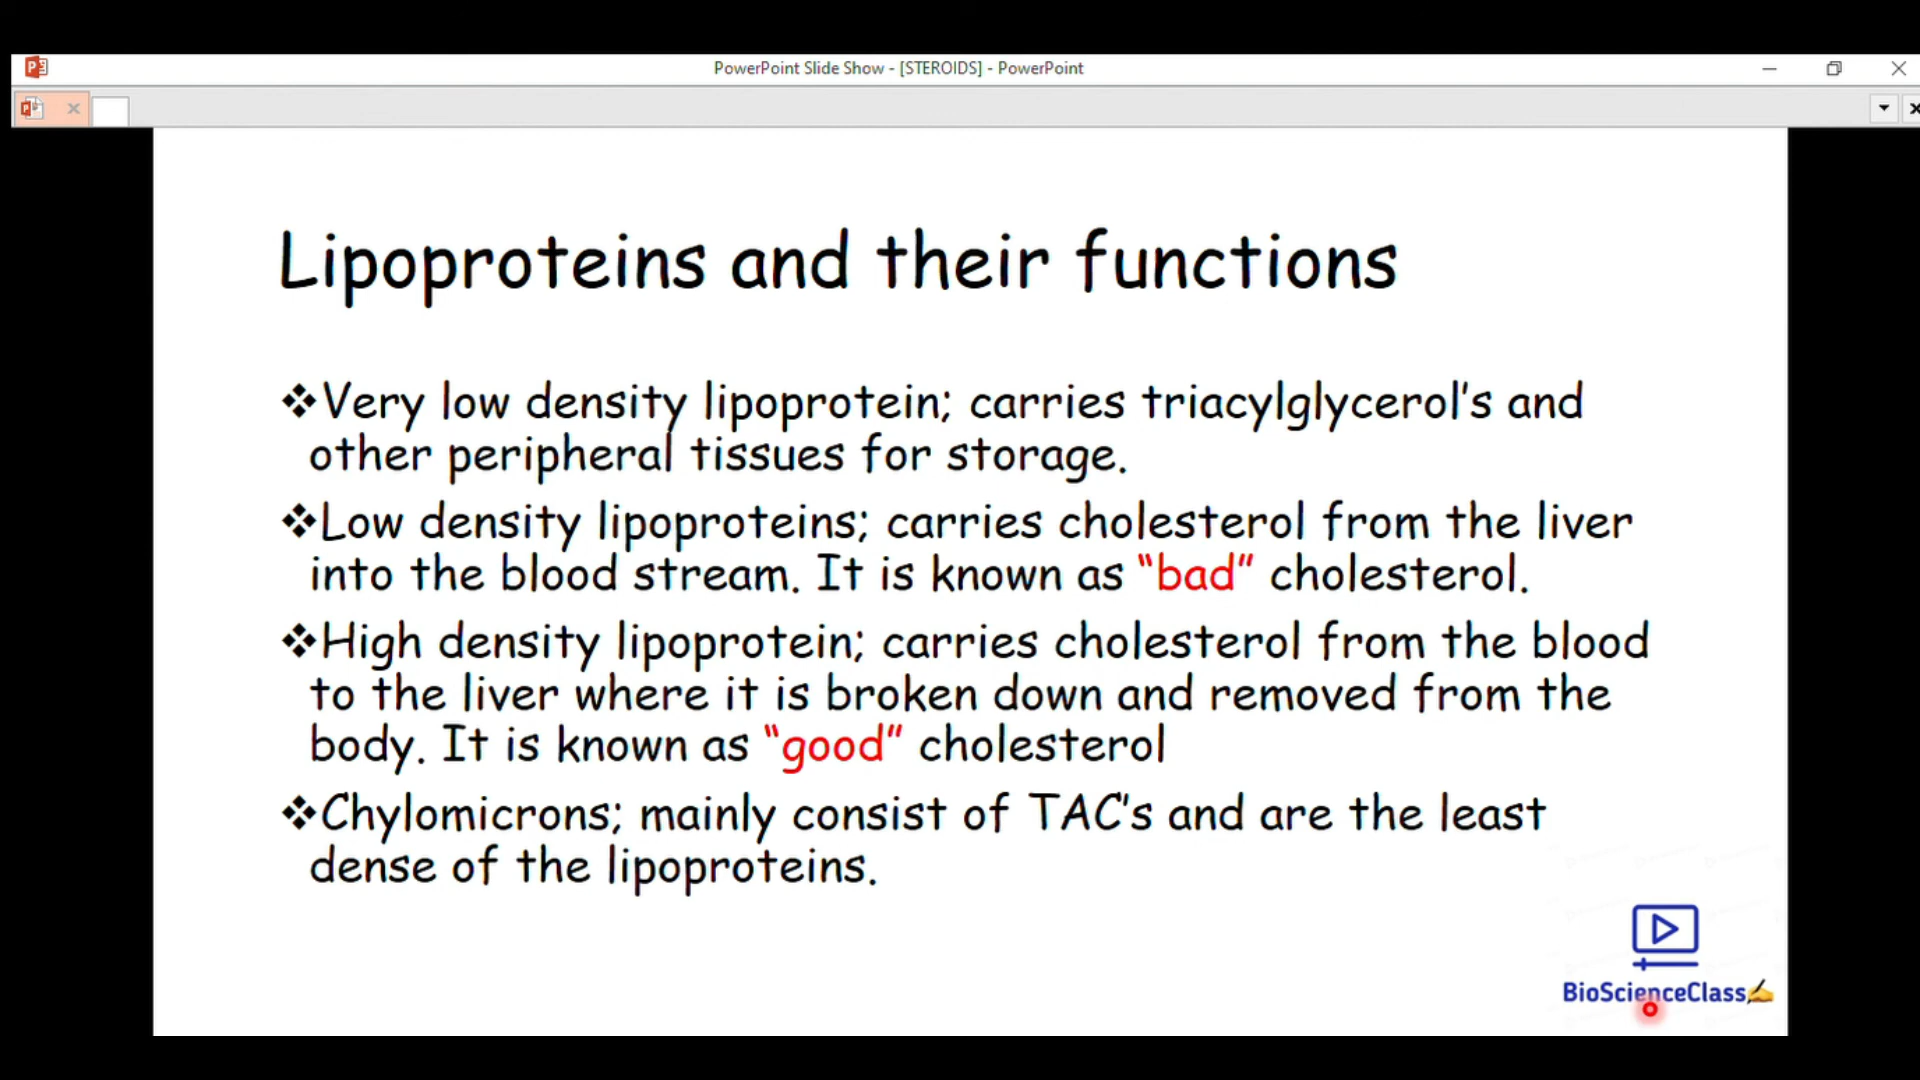 PowerPoint Slide Show - [STEROIDS] - PowerPoint
Lipoproteins and their functions
❖Very low density lipoprotein; carries triacylglycerol's and
other peripheral tissues for storage.
❖Low density lipoproteins; carries cholesterol from the liver
into the blood stream. It is known as “bad” cholesterol.
❖High density lipoprotein; carries cholesterol from the blood
to the liver where it is broken down and removed from the
body. It is known as “good” cholesterol
❖Chylomicrons; mainly consist of TAC's and are the least
dense of the lipoproteins.
BioScienceClass✍